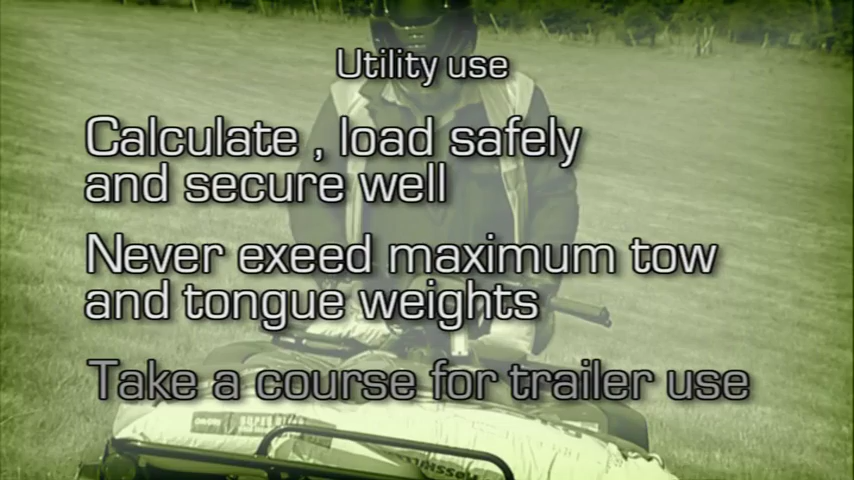 Utility use
Calculate , load safely
and secure well
Never exeed maximum tow
and tongue weights
Take a course for trailer use